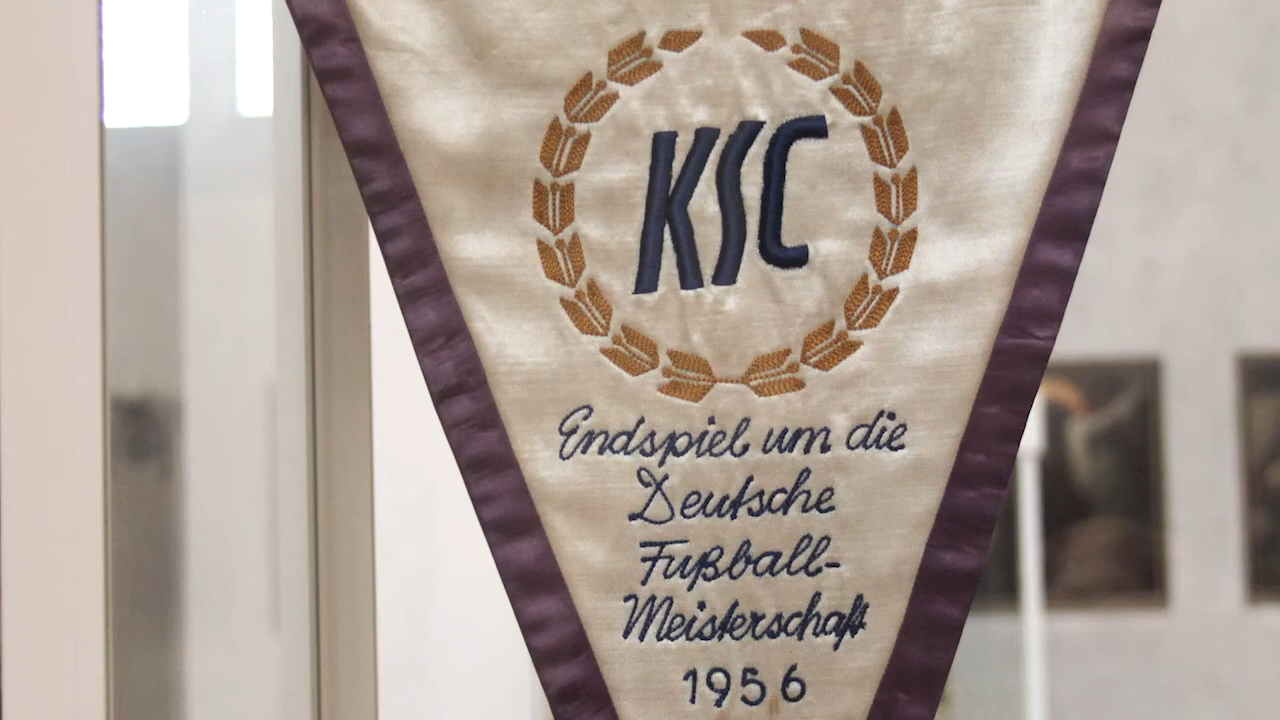 KSC
Endspiel um die
Deutsche
Fußball-
Meisterschaft
1956